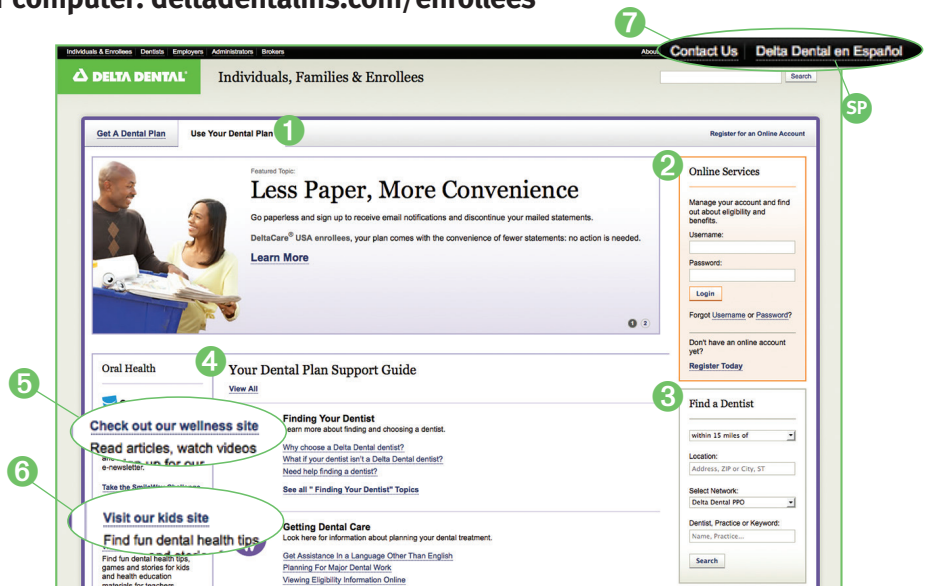 computer: deltadentalins.com/enrollees
7
Individuals & Enrollees Dentists Employers Administrators Brokers
About
Contact Us Delta Dental en Español
DELTA DENTAL
Individuals, Families & Enrollees
Search
SP
Get A Dental Plan
Use Your Dental Plan
1
Register for an Online Account
Featured Topic:
Less Paper, More Convenience
Go paperless and sign up to receive email notifications and discontinue your mailed statements.
DeltaCare® USA enrollees, your plan comes with the convenience of fewer statements: no action is needed.
Learn More
1 2
2
Online Services
Manage your account and find
out about eligibility and
benefits.
Username:
Password:
Login
Forgot Username or Password?
Don't have an online account
yet?
Register Today
Oral Health
5
Check out our wellness site
Read articles, watch videos
e-newsletter.
Take the
6
Visit our kids site
Find fun dental health tips
Find fun dental health tips,
games and stories for kids
and health education
materials for teachers
4
Your Dental Plan Support Guide
View All
Finding Your Dentist
Learn more about finding and choosing a dentist.
Why choose a Delta Dental dentist?
What if your dentist isn't a Delta Dental dentist?
Need help finding a dentist?
See all " Finding Your Dentist" Topics
Getting Dental Care
Look here for information about planning your dental treatment.
Get Assistance In a Language Other Than English
Planning For Major Dental Work
Viewing Eligibility Information Online
3
Find a Dentist
within 15 miles of
Location:
Address, ZIP or City, ST
Select Network:
Delta Dental PPO
Dentist, Practice or Keyword:
Name, Practice...
Search